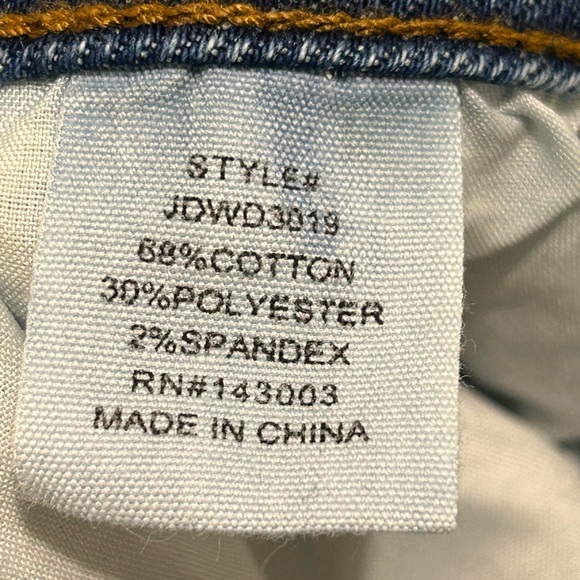 STYLE#
JDWD3019
68%COTTON
30%POLYESTER
2%SPANDEX
RN#143003
MADE IN CHINA